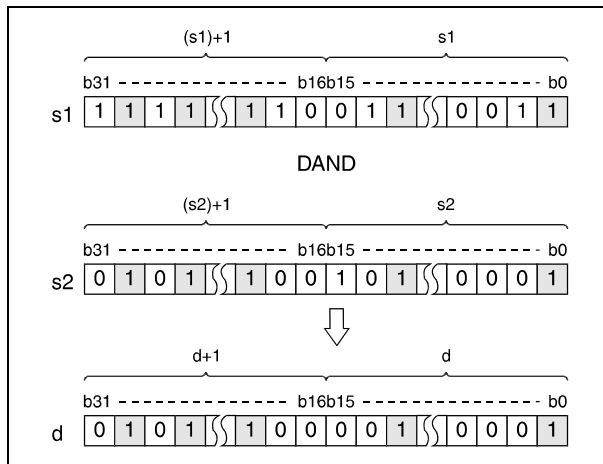 (s1)+1 s1
b31 b16b15 b0
s1 1 1 1 1 1 1 0 0 1 1 0 0 1 1
DAND
(s2)+1 s2
b31 b16b15 b0
s2 0 1 0 1 1 0 0 1 0 1 0 0 0 1
d+1 d
b31 b16b15 b0
d 0 1 0 1 1 0 0 0 0 1 0 0 0 1